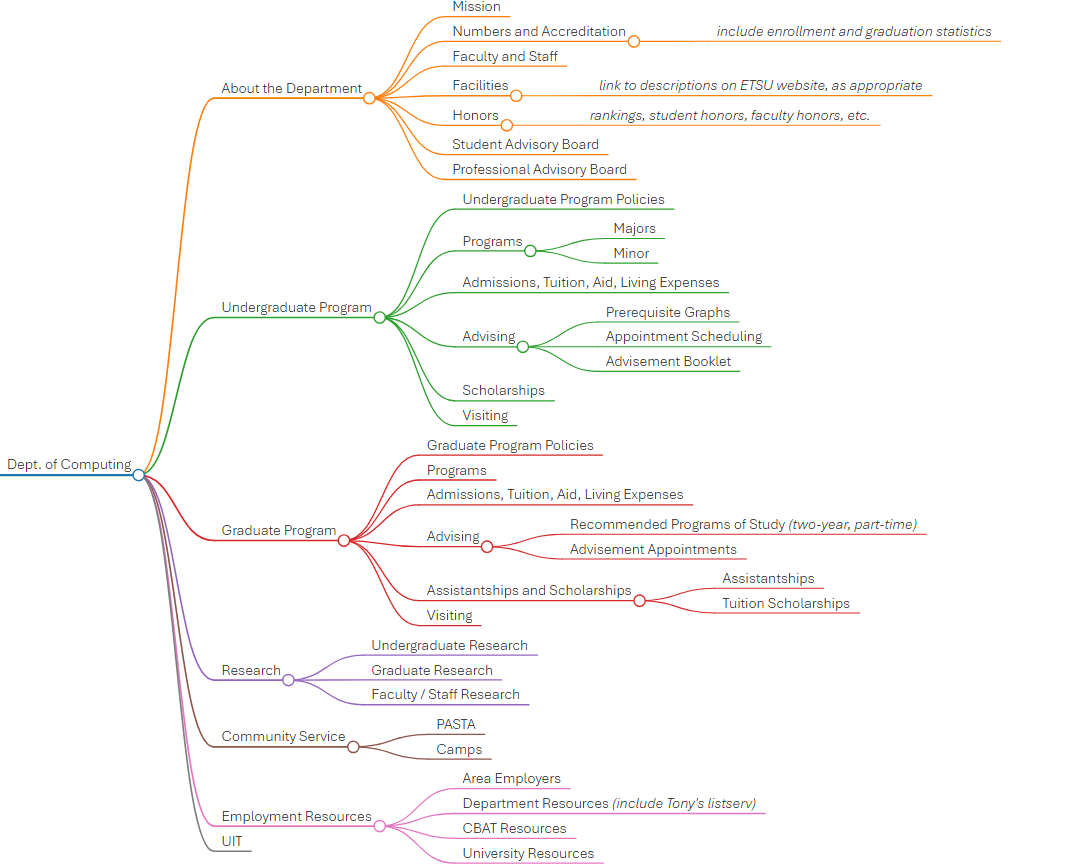 Mission
Numbers and Accreditation
include enrollment and graduation statistics
Faculty and Staff
About the Department
Facilities
link to descriptions on ETSU website, as appropriate
Honors
rankings, student honors, faculty honors, etc.
Student Advisory Board
Professional Advisory Board
Undergraduate Program Policies
Programs
Majors
Minor
Admissions, Tuition, Aid, Living Expenses
Undergraduate Program
Advising
Prerequisite Graphs
Appointment Scheduling
Advisement Booklet
Scholarships
Visiting
Dept. of Computing
Graduate Program Policies
Programs
Admissions, Tuition, Aid, Living Expenses
Graduate Program
Advising
Recommended Programs of Study (two-year, part-time)
Advisement Appointments
Assistantships and Scholarships
Assistantships
Tuition Scholarships
Visiting
Research
Undergraduate Research
Graduate Research
Faculty / Staff Research
Community Service
PASTA
Camps
Employment Resources
Area Employers
Department Resources (include Tony's listserv)
CBAT Resources
University Resources
UIT